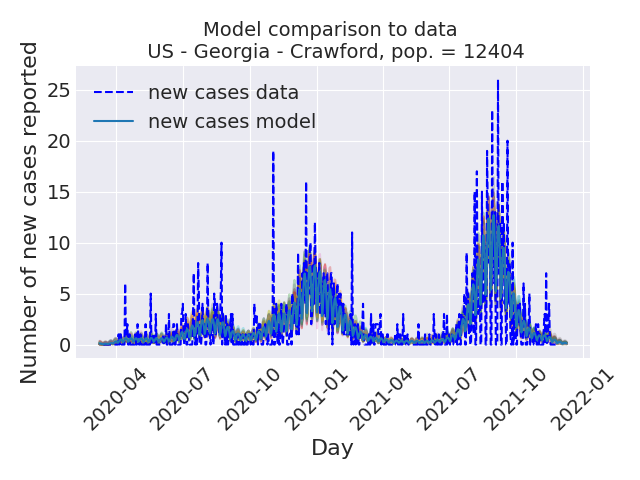 Model comparison to data
US - Georgia - Crawford, pop. = 12404
Number of new cases reported
25
20
15
10
5
0
new cases data
new cases model
2020-04
2020-07
2020-10
2021-01
2021-04
2021-07
2021-10
2022-01
Day